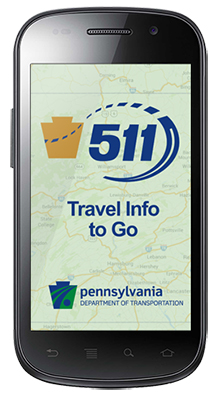 511
Travel Info
to Go
pennsylvania
DEPARTMENT OF TRANSPORTATION